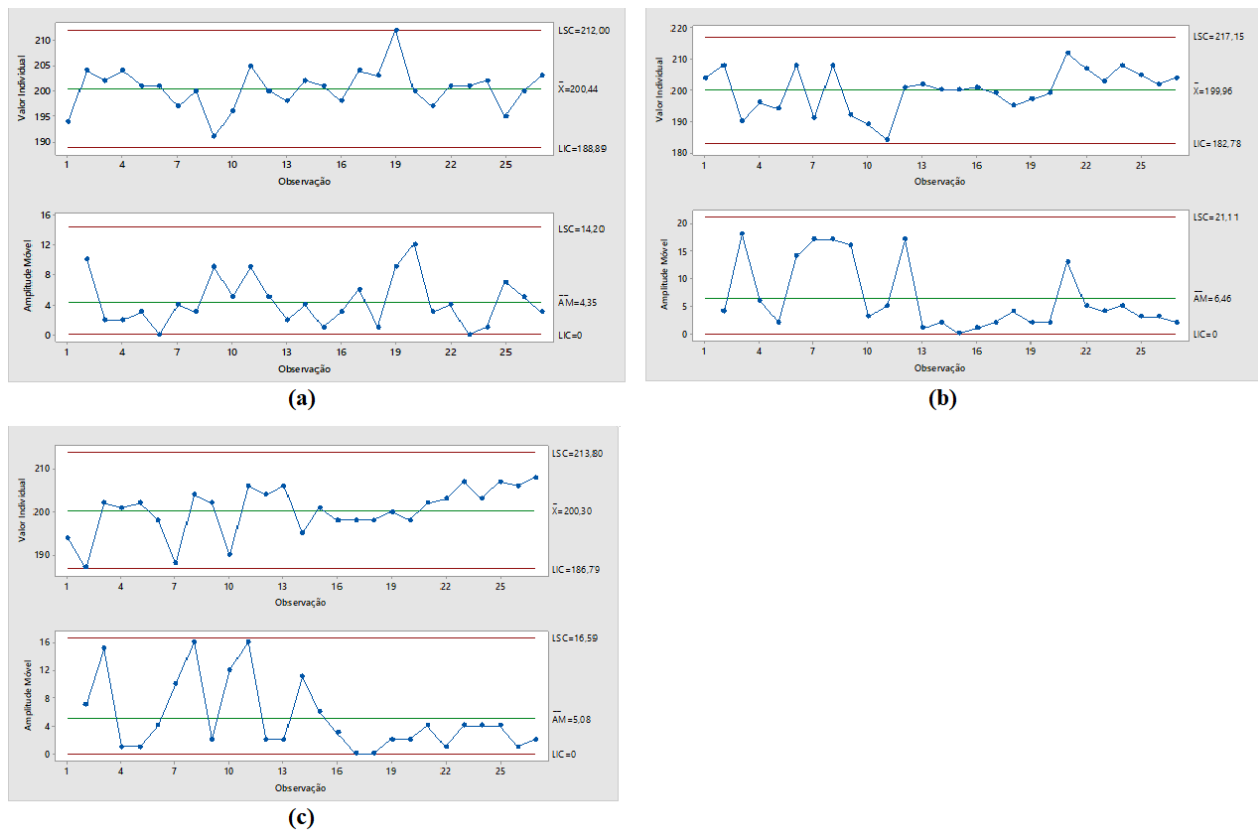 LSC=212,00
210
205
200
195
190
X̄=200,44
LIC=188,89
Valor Individual
1 4 7 10 13 16 19 22 25
Observação
LSC=14,20
16
12
8
4
0
AM=4,35
LIC=0
Amplitude Móvel
1 4 7 10 13 16 19 22 25
Observação
(a)
220
210
200
190
180
LSC=217,15
X̄=199,96
LIC=182,78
Valor Individual
1 4 7 10 13 16 19 22 25
Observação
20
15
10
5
0
LSC=21,11
AM=6,46
LIC=0
Amplitude Móvel
1 4 7 10 13 16 19 22 25
Observação
(b)
210
200
190
LSC=213,80
X̄=200,30
LIC=186,79
Valor Individual
1 4 7 10 13 16 19 22 25
Observação
16
12
8
4
0
LSC=16,59
AM=5,08
LIC=0
Amplitude Móvel
1 4 7 10 13 16 19 22 25
Observação
(c)